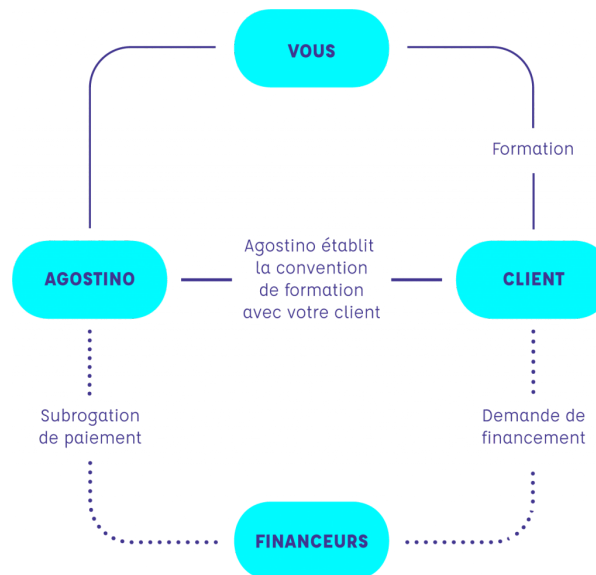 VOUS
Formation
AGOSTINO
Agostino établit
la convention
de formation
avec votre client
CLIENT
Subrogation
de paiement
Demande de
financement
FINANCEURS